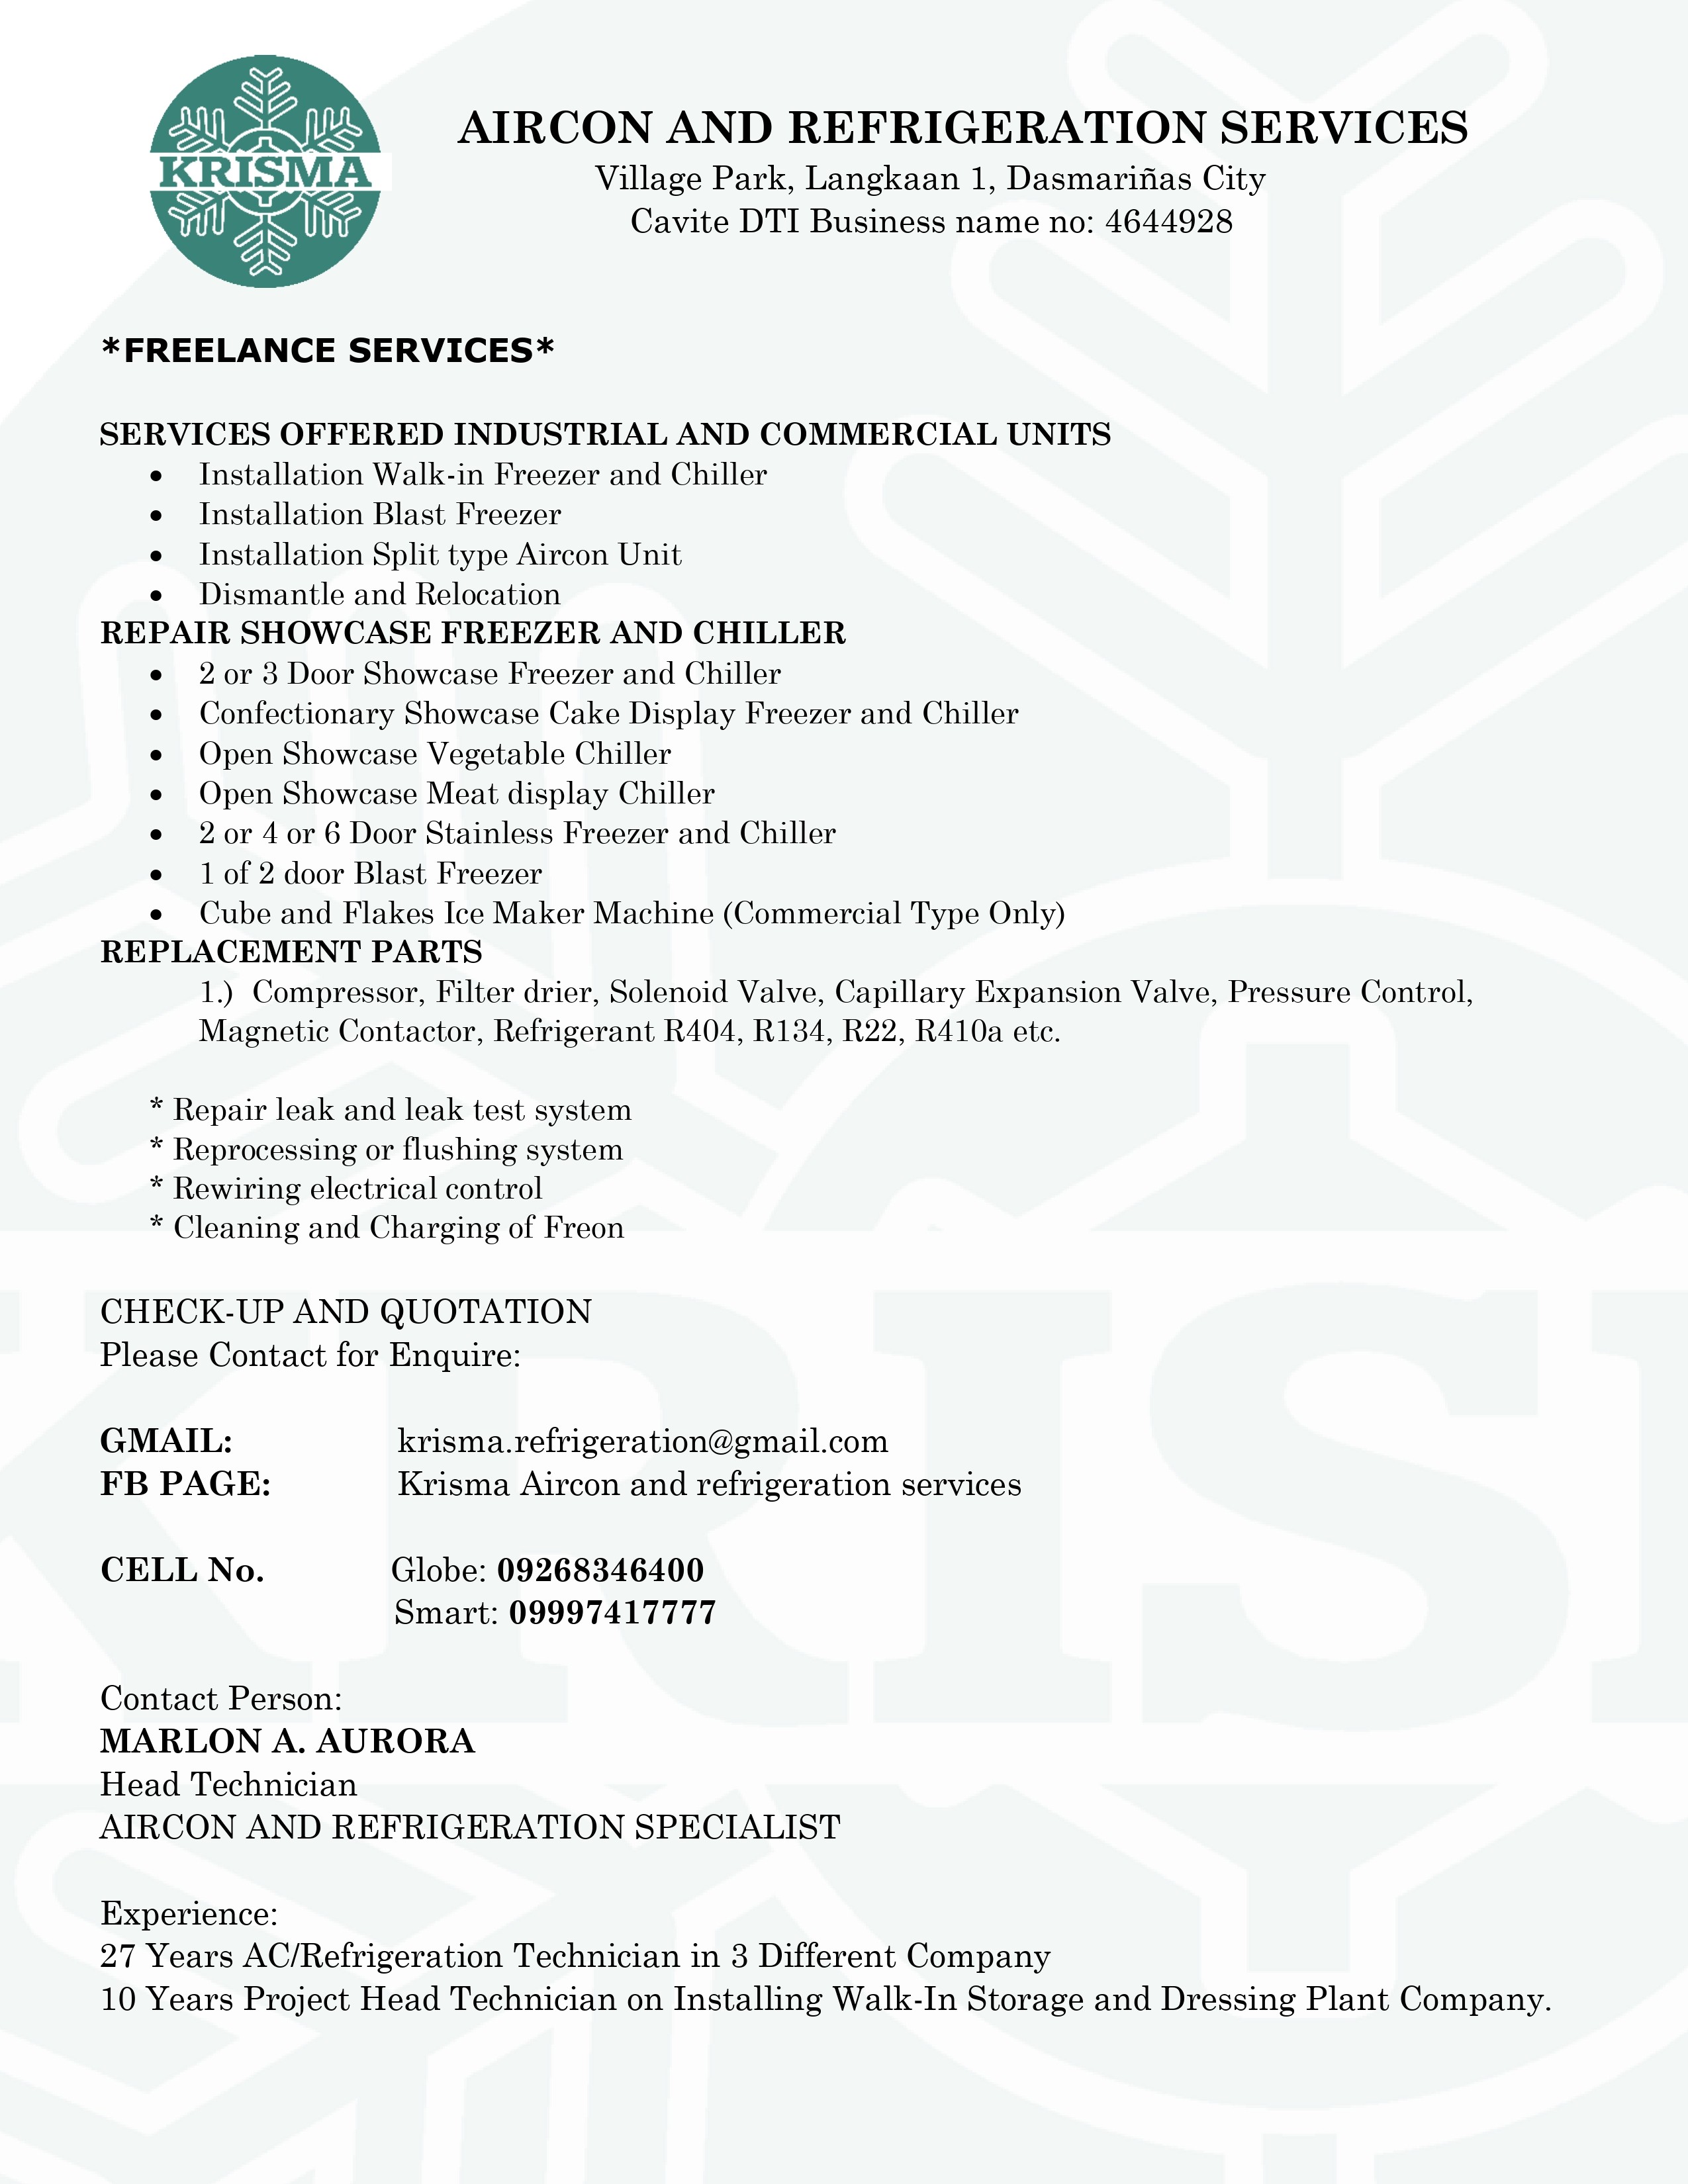 KRISMA
AIRCON AND REFRIGERATION SERVICES
Village Park, Langkaan 1, Dasmariñas City
Cavite DTI Business name no: 4644928
*FREELANCE SERVICES*
SERVICES OFFERED INDUSTRIAL AND COMMERCIAL UNITS
• Installation Walk-in Freezer and Chiller
• Installation Blast Freezer
• Installation Split type Aircon Unit
• Dismantle and Relocation
REPAIR SHOWCASE FREEZER AND CHILLER
• 2 or 3 Door Showcase Freezer and Chiller
• Confectionary Showcase Cake Display Freezer and Chiller
• Open Showcase Vegetable Chiller
• Open Showcase Meat display Chiller
• 2 or 4 or 6 Door Stainless Freezer and Chiller
• 1 of 2 door Blast Freezer
• Cube and Flakes Ice Maker Machine (Commercial Type Only)
REPLACEMENT PARTS
1.) Compressor, Filter drier, Solenoid Valve, Capillary Expansion Valve, Pressure Control,
Magnetic Contactor, Refrigerant R404, R134, R22, R410a etc.
* Repair leak and leak test system
* Reprocessing or flushing system
* Rewiring electrical control
* Cleaning and Charging of Freon
CHECK-UP AND QUOTATION
Please Contact for Enquire:
GMAIL: krisma.refrigeration@gmail.com
FB PAGE: Krisma Aircon and refrigeration services
CELL No. Globe: 09268346400
Smart: 09997417777
Contact Person:
MARLON A. AURORA
Head Technician
AIRCON AND REFRIGERATION SPECIALIST
Experience:
27 Years AC/Refrigeration Technician in 3 Different Company
10 Years Project Head Technician on Installing Walk-In Storage and Dressing Plant Company.